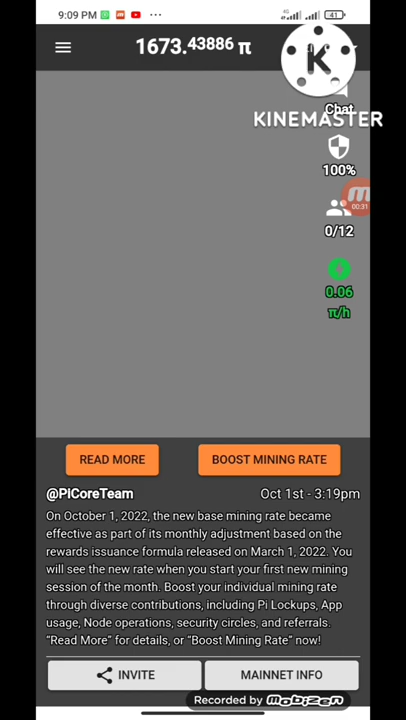 9:09 PM
4G
41
1673.43886 π
K
KINEMASTER
Chat
100%
00:31
0/12
0.06
π/h
READ MORE
BOOST MINING RATE
@PiCoreTeam
Oct 1st - 3:19pm
On October 1, 2022, the new base mining rate became
effective as part of its monthly adjustment based on the
rewards issuance formula released on March 1, 2022. You
will see the new rate when you start your first new mining
session of the month. Boost your individual mining rate
through diverse contributions, including Pi Lockups, App
usage, Node operations, security circles, and referrals.
“Read More” for details, or “Boost Mining Rate” now!
INVITE
MAINNET INFO
Recorded by mobizen